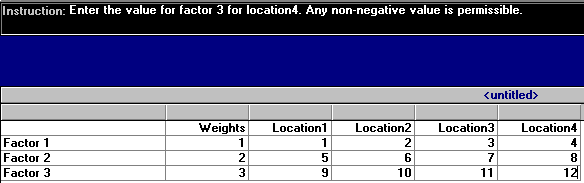 Instruction: Enter the value for factor 3 for location4. Any non-negative value is permissible.
<untitled>
Weights Location1 Location2 Location3 Location4
Factor 1 1 1 2 3 4
Factor 2 2 5 6 7 8
Factor 3 3 9 10 11 12